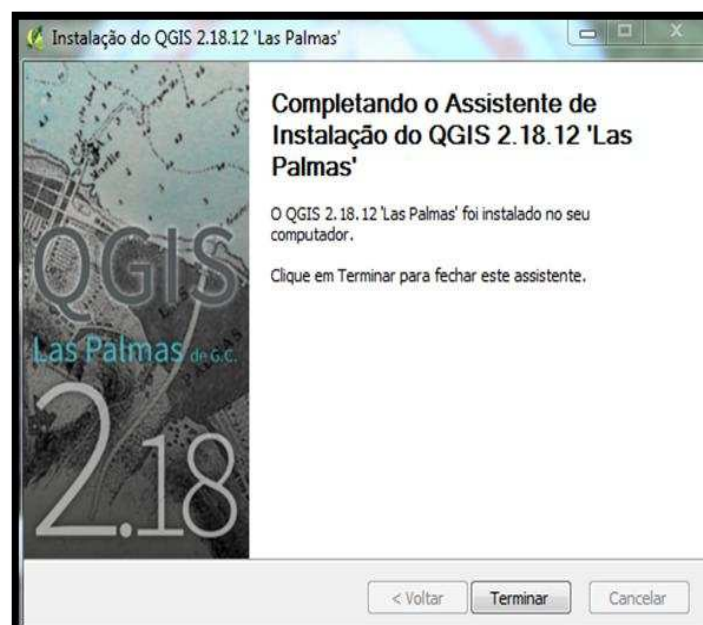 Instalação do QGIS 2.18.12 'Las Palmas'
Completando o Assistente de
Instalação do QGIS 2.18.12 'Las
Palmas'
O QGIS 2.18.12 'Las Palmas' foi instalado no seu
computador.
Clique em Terminar para fechar este assistente.
QGIS
Las Palmas de G.C.
2.18
< Voltar
Terminar
Cancelar